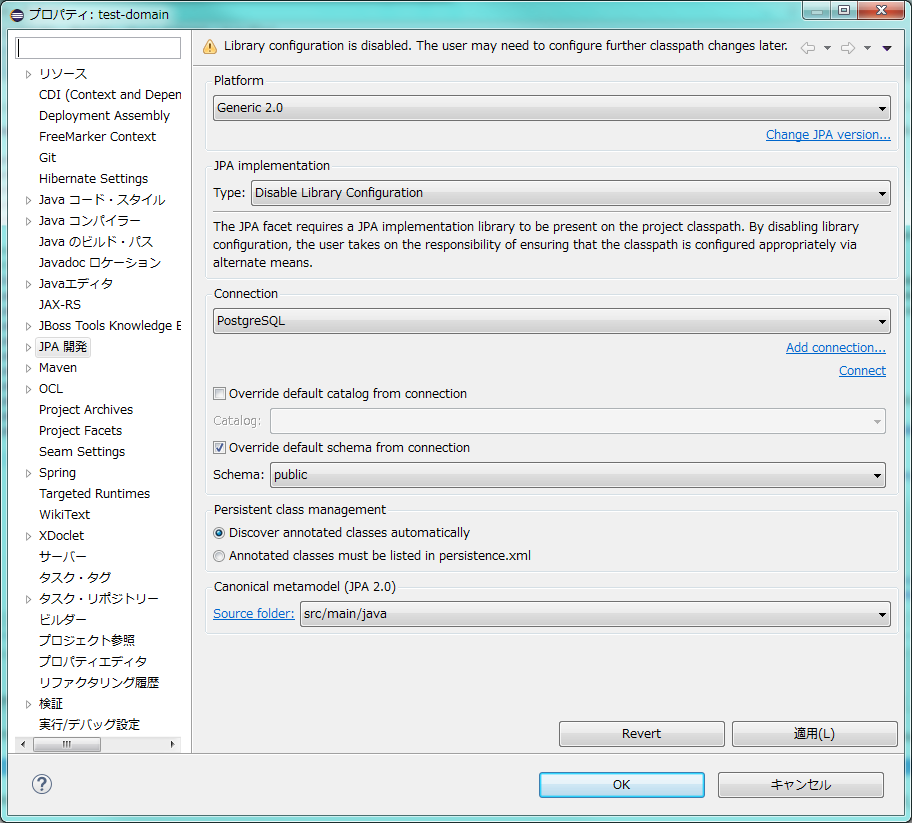 プロパティ: test-domain
リソース
CDI (Context and Depen
Deployment Assembly
FreeMarker Context
Git
Hibernate Settings
Java コード・スタイル
Java コンパイラー
Java のビルド・パス
Javadoc ロケーション
Javaエディタ
JAX-RS
JBoss Tools Knowledge E
JPA 開発
Maven
OCL
Project Archives
Project Facets
Seam Settings
Spring
Targeted Runtimes
WikiText
XDoclet
サーバー
タスク・タグ
タスク・リポジトリー
ビルダー
プロジェクト参照
プロパティエディタ
リファクタリング履歴
検証
実行/デバッグ設定
Library configuration is disabled. The user may need to configure further classpath changes later.
Platform
Generic 2.0
Change JPA version...
JPA implementation
Type: Disable Library Configuration
The JPA facet requires a JPA implementation library to be present on the project classpath. By disabling library
configuration, the user takes on the responsibility of ensuring that the classpath is configured appropriately via
alternate means.
Connection
PostgreSQL
Add connection...
Connect
Override default catalog from connection
Catalog:
Override default schema from connection
Schema: public
Persistent class management
Discover annotated classes automatically
Annotated classes must be listed in persistence.xml
Canonical metamodel (JPA 2.0)
Source folder: src/main/java
Revert 適用(L)
OK キャンセル